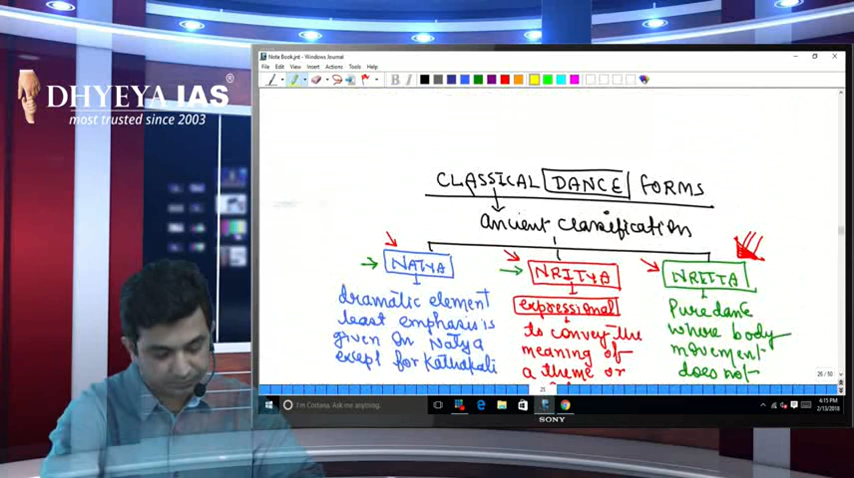 DHYEYA IAS®
most trusted since 2003
Note Book.jnt - Windows Journal
File Edit View Insert Actions Tools Help
B I
CLASSICAL DANCE FORMS
Ancient classification
NATYA
NRITYA
NRITTA
dramatic element
least emphasis is
given on Natya
except for Kathakali
expressional
to convey the
meaning of
a theme or
Pure dance
where body
movement
does not
26 / 50
25
I'm Cortana. Ask me anything.
4:15 PM
2/13/2018
SONY